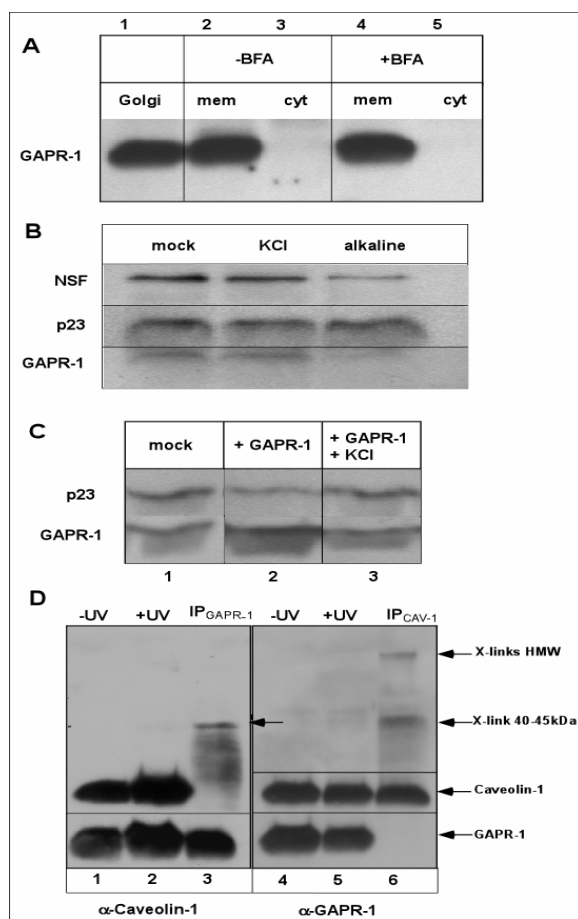 1 2 3 4 5
A
-BFA +BFA
Golgi mem cyt mem cyt
GAPR-1
B
mock KCl alkaline
NSF
p23
GAPR-1
C
mock + GAPR-1 + GAPR-1
+ KCl
p23
GAPR-1
1 2 3
D
-UV +UV IPGAPR-1 -UV +UV IPCAV-1
X-links HMW
X-link 40-45kDa
Caveolin-1
GAPR-1
1 2 3 4 5 6
α-Caveolin-1 α-GAPR-1